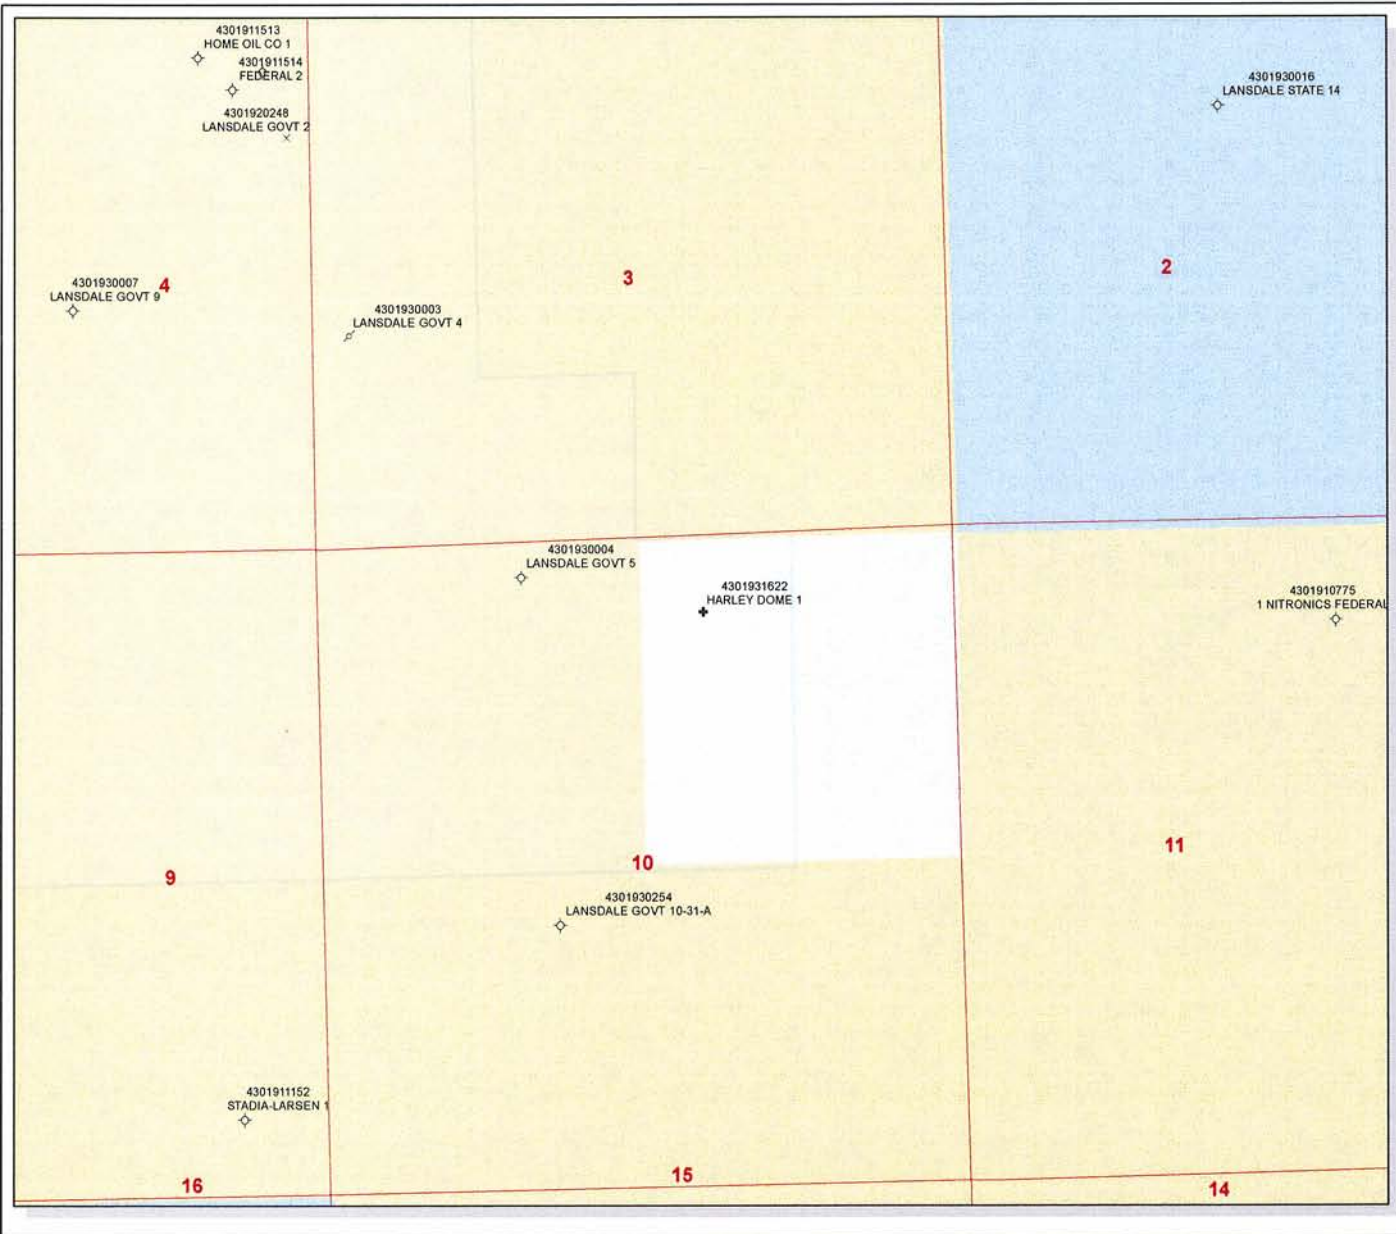 4301911513
HOME OIL CO 1
4301911514
FEDERAL 2
4301920248
LANSDALE GOVT 2
4301930016
LANSDALE STATE 14
4301930007
LANSDALE GOVT 9
4
4301930003
LANSDALE GOVT 4
3
2
4301930004
LANSDALE GOVT 5
4301931622
HARLEY DOME 1
4301910775
1 NITRONICS FEDERAL
9
10
11
4301930254
LANSDALE GOVT 10-31-A
4301911152
STADIA-LARSEN 1
16
15
14